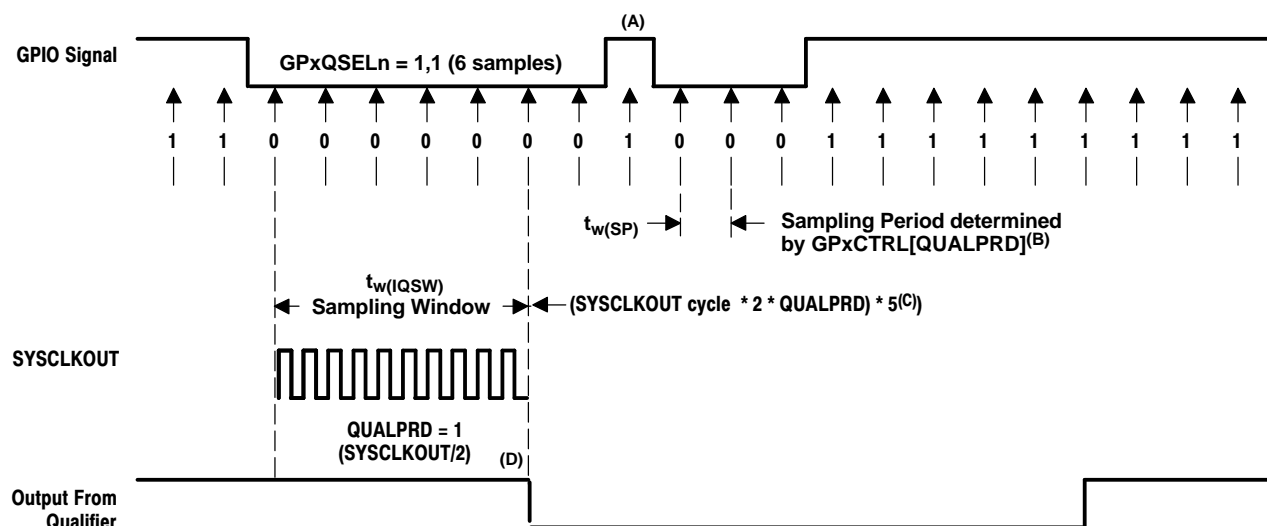 (A)
GPIO Signal
GPxQSELn = 1,1 (6 samples)
1 1 0 0 0 0 0 0 0 1 0 0 0 1 1 1 1 1 1 1 1 1
tw(SP)
Sampling Period determined
by GPxCTRL[QUALPRD](B)
tw(IQSW)
Sampling Window
(SYSCLKOUT cycle * 2 * QUALPRD) * 5(C))
SYSCLKOUT
QUALPRD = 1
(SYSCLKOUT/2)
(D)
Output From
Qualifier